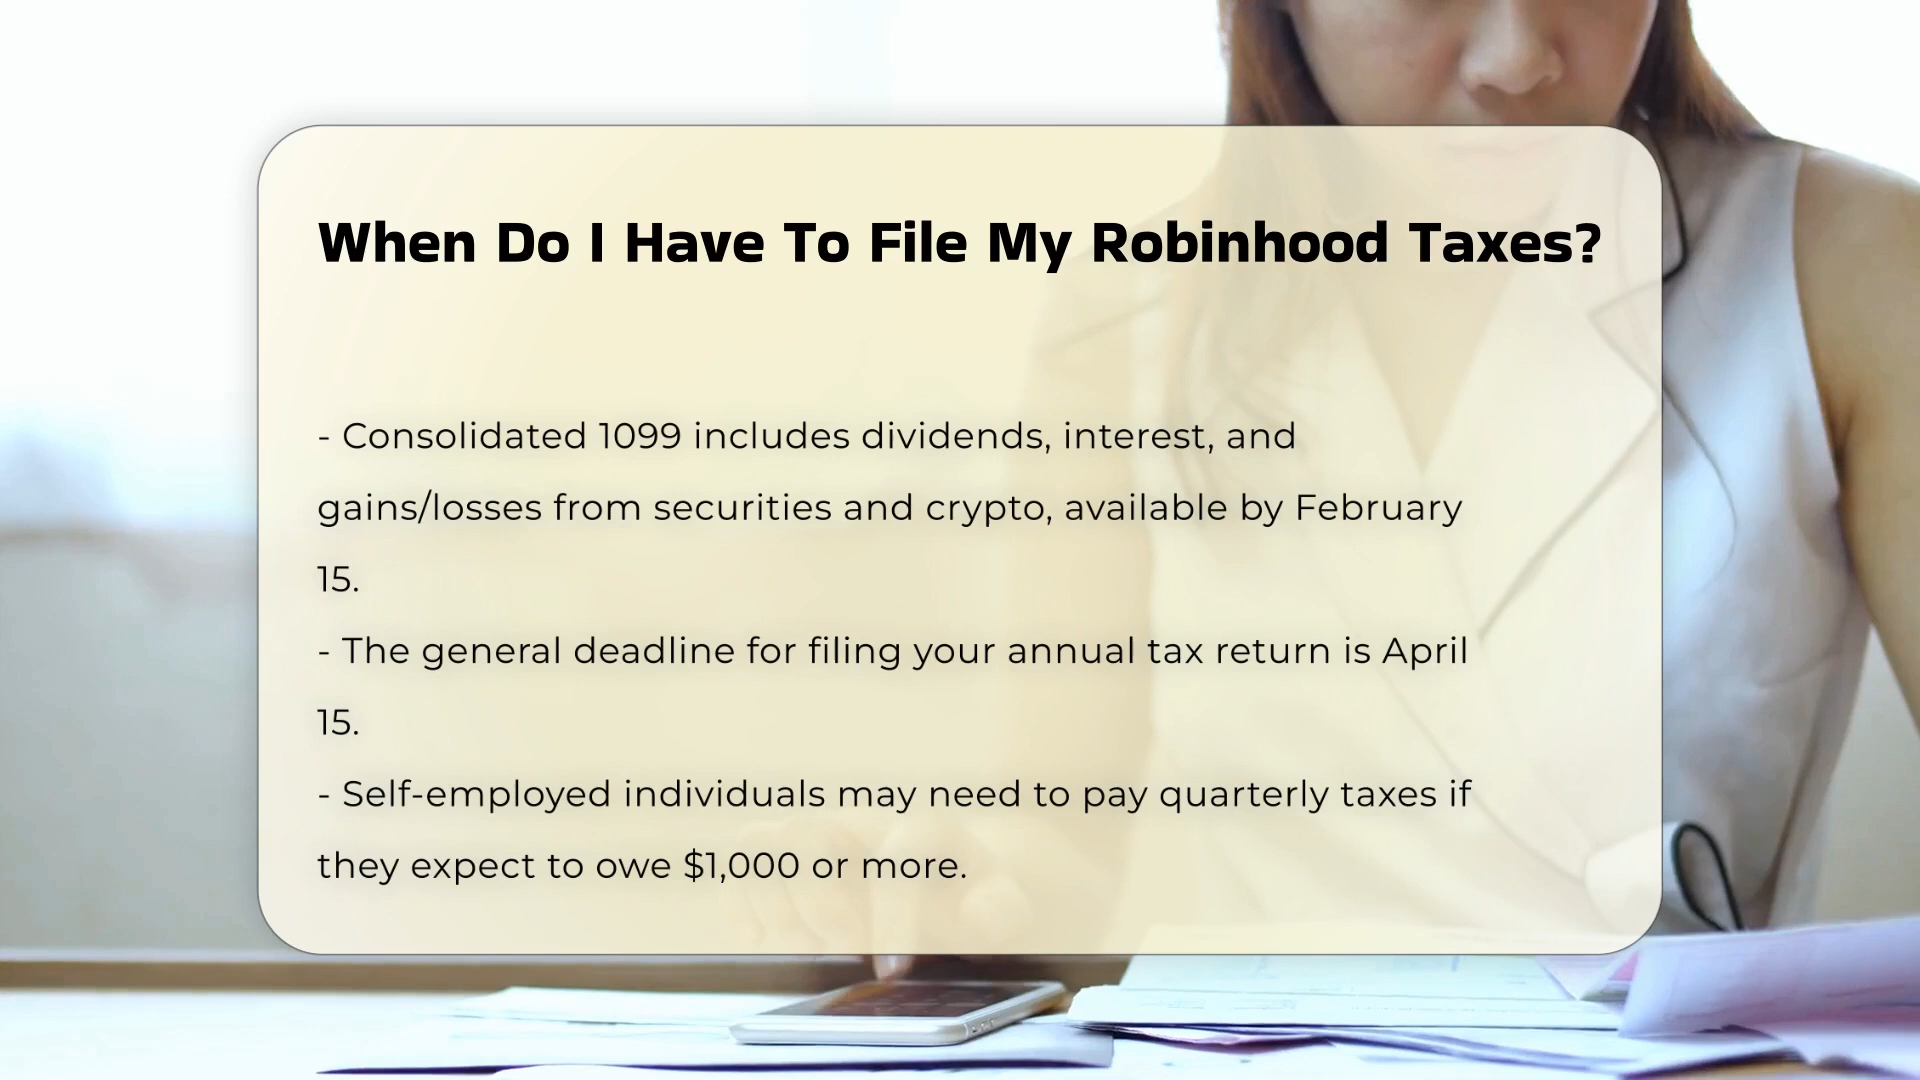 When Do I Have To File My Robinhood Taxes?
- Consolidated 1099 includes dividends, interest, and
gains/losses from securities and crypto, available by February
15.
- The general deadline for filing your annual tax return is April
15.
- Self-employed individuals may need to pay quarterly taxes if
they expect to owe $1,000 or more.